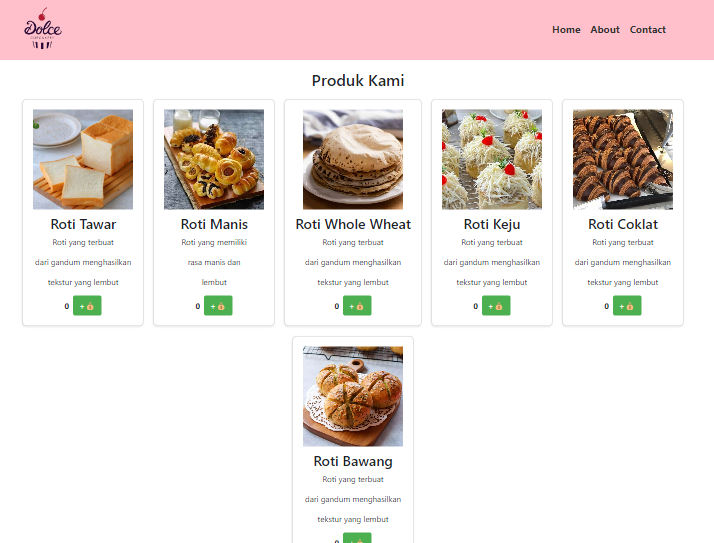 Dolce
Home About Contact
Produk Kami
Roti Tawar
Roti yang terbuat
dari gandum menghasilkan
tekstur yang lembut
0 +
Roti Manis
Roti yang memiliki
rasa manis dan
lembut
0 +
Roti Whole Wheat
Roti yang terbuat
dari gandum menghasilkan
tekstur yang lembut
0 +
Roti Keju
Roti yang terbuat
dari gandum menghasilkan
tekstur yang lembut
0 +
Roti Coklat
Roti yang terbuat
dari gandum menghasilkan
tekstur yang lembut
0 +
Roti Bawang
Roti yang terbuat
dari gandum menghasilkan
tekstur yang lembut
0 +